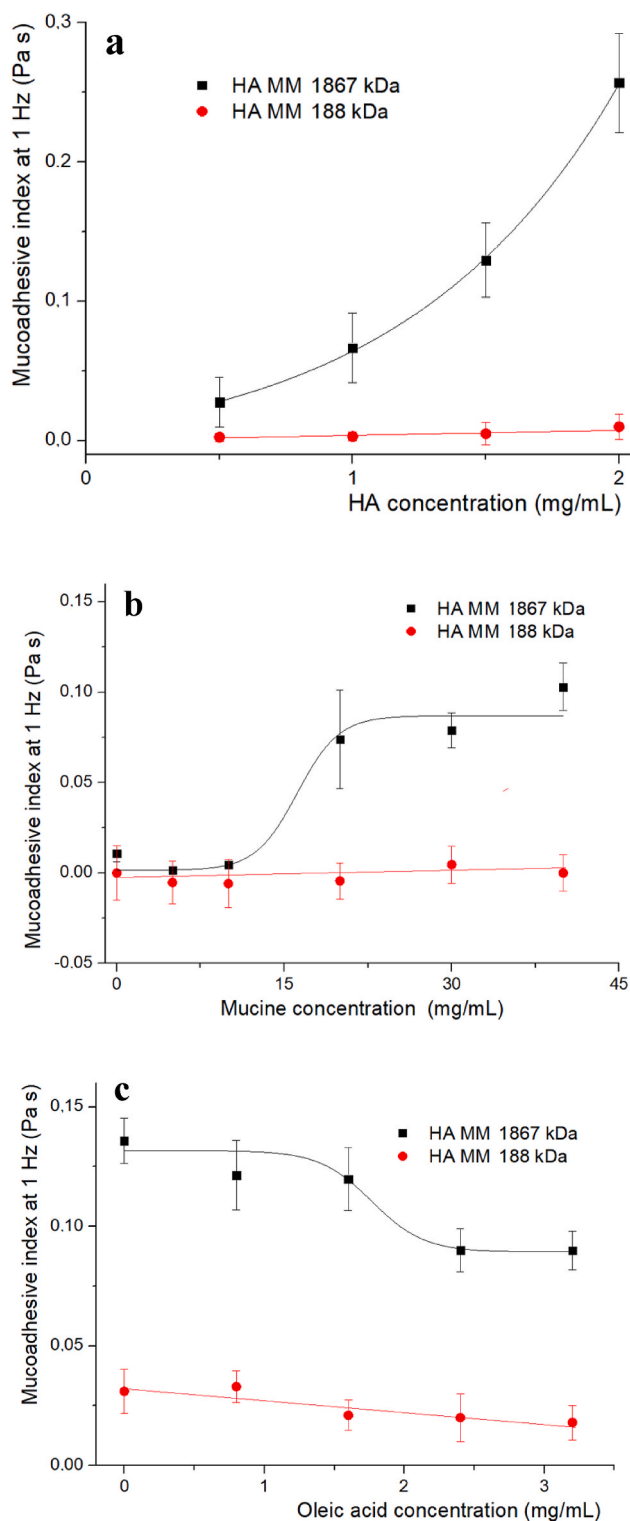 a
0,3
0,2
0,1
0,0
Mucoadhesive index at 1 Hz (Pa s)
HA MM 1867 kDa
HA MM 188 kDa
0
1
2
HA concentration (mg/mL)
b
0.15
0.10
0.05
0.00
-0.05
Mucoadhesive index at 1 Hz (Pa s)
HA MM 1867 kDa
HA MM 188 kDa
0
15
30
45
Mucine concentration (mg/mL)
c
0.15
0.10
0.05
0.00
Mucoadhesive index at 1 Hz (Pa s)
HA MM 1867 kDa
HA MM 188 kDa
0
1
2
3
Oleic acid concentration (mg/mL)